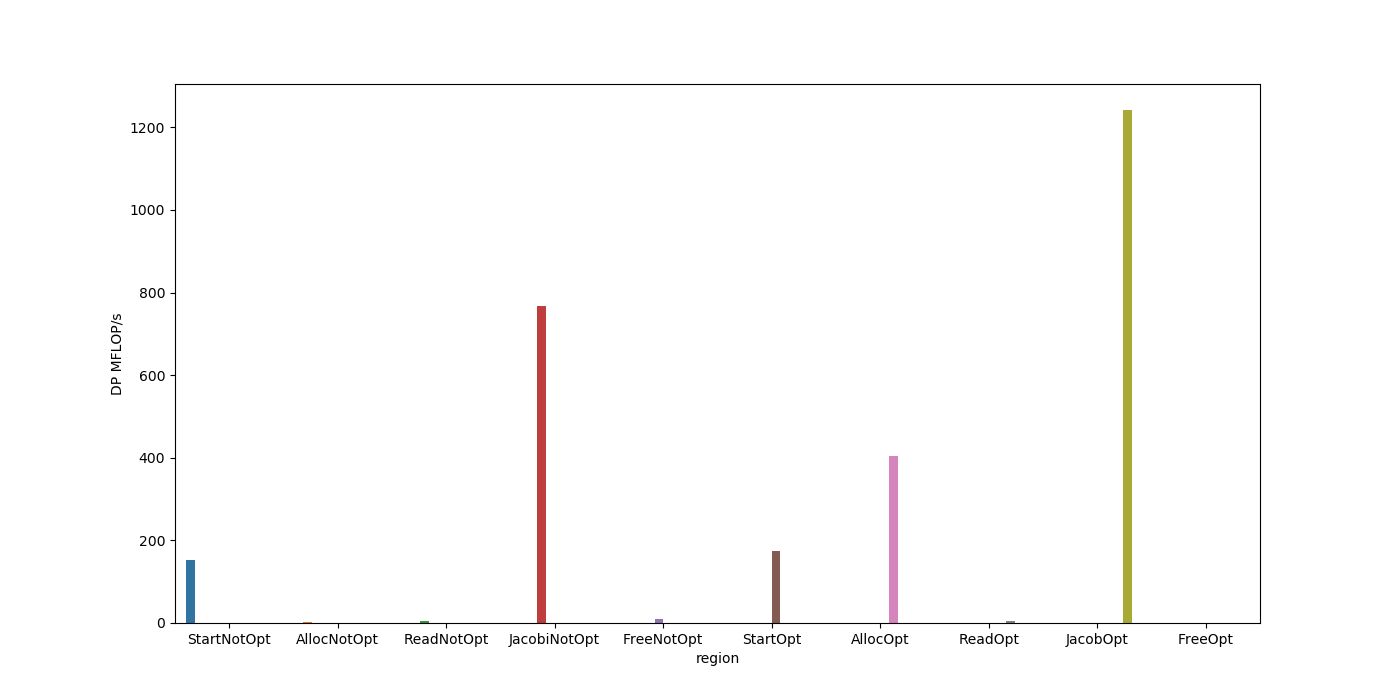 1200
1000
800
600
400
200
0
DP MFLOP/s
StartNotOpt AllocNotOpt ReadNotOpt JacobiNotOpt FreeNotOpt StartOpt AllocOpt ReadOpt JacobOpt FreeOpt
region